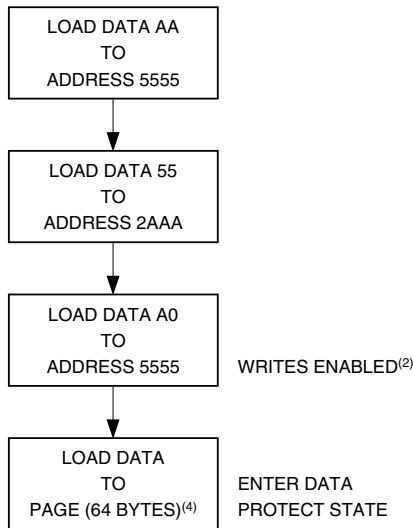 LOAD DATA AA
TO
ADDRESS 5555
LOAD DATA 55
TO
ADDRESS 2AAA
LOAD DATA A0
TO
ADDRESS 5555
WRITES ENABLED(2)
LOAD DATA
TO
PAGE (64 BYTES)(4)
ENTER DATA
PROTECT STATE